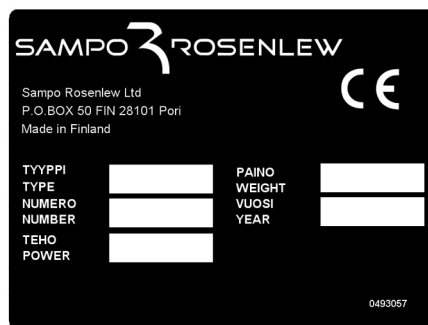 SAMPO ROSENLEW
CE
Sampo Rosenlew Ltd
P.O.BOX 50 FIN 28101 Pori
Made in Finland
TYYPPI
TYPE
NUMERO
NUMBER
TEHO
POWER
PAINO
WEIGHT
VUOSI
YEAR
0493057